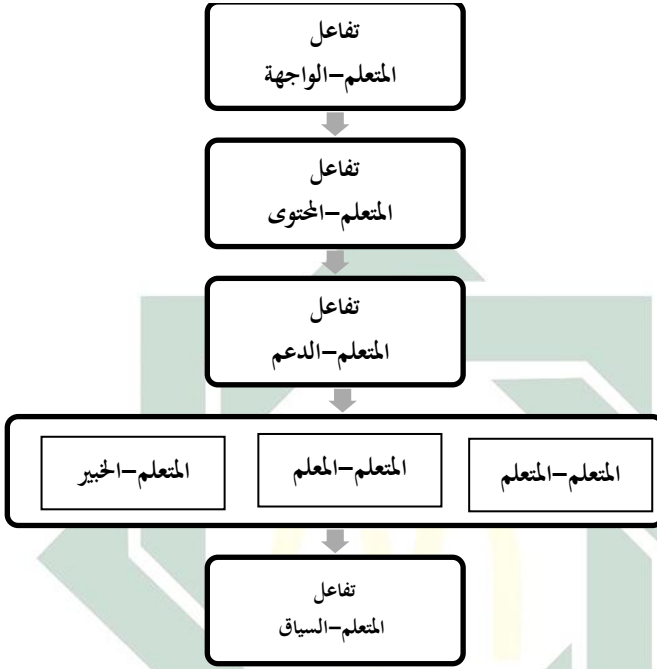 تفاعل
المتعلم–الواجهة
تفاعل
المتعلم–المحتوى
تفاعل
المتعلم–الدعم
المتعلم–المتعلم
المتعلم–المعلم
المتعلم–الخبير
تفاعل
المتعلم–السياق